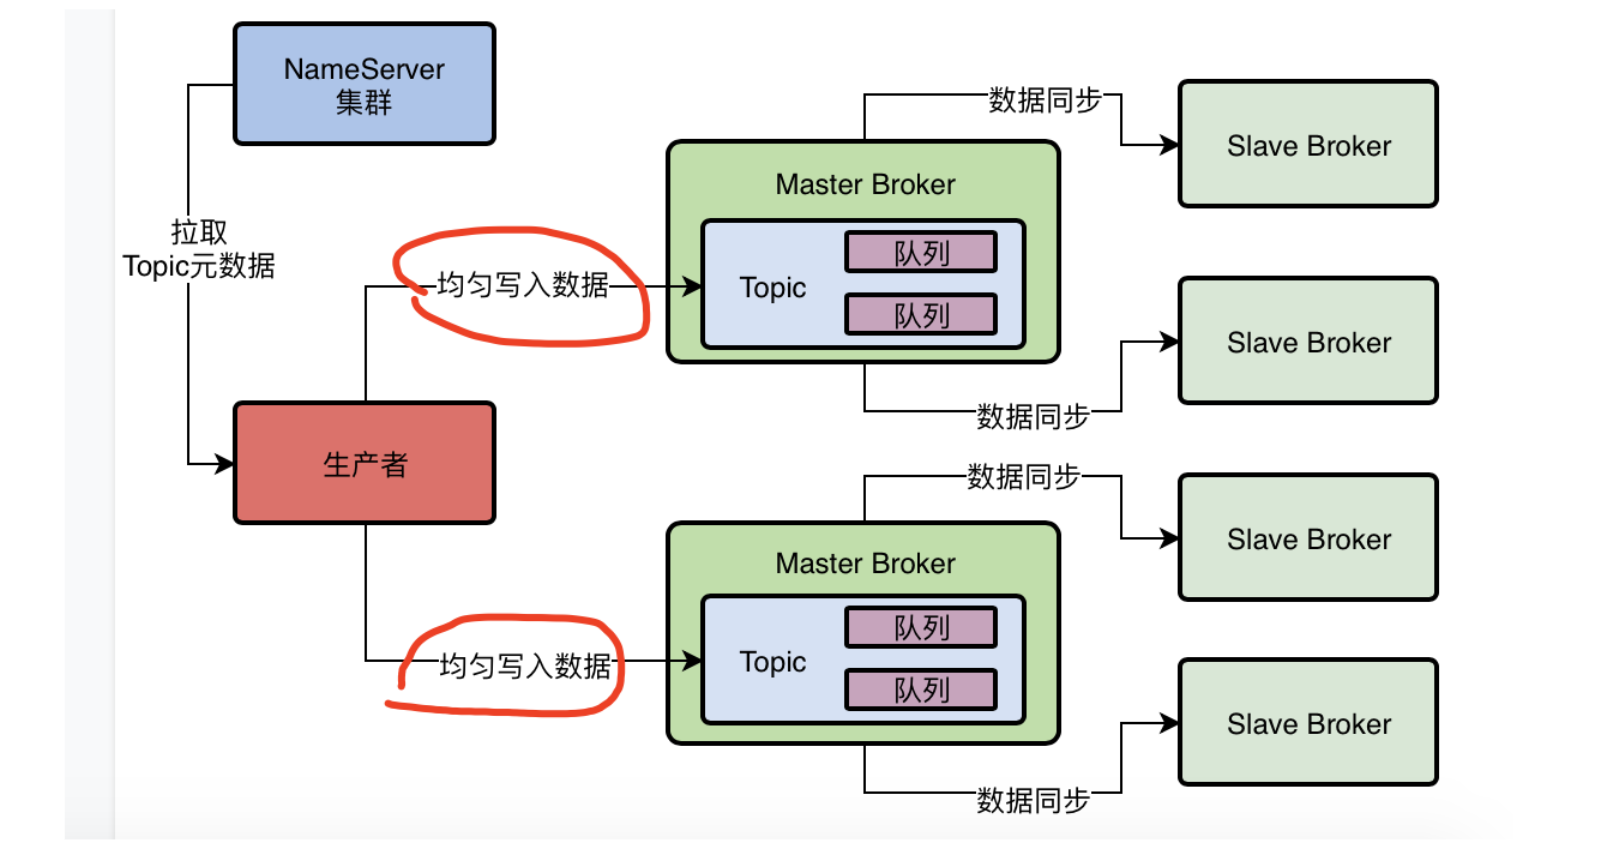 NameServer
集群
拉取
Topic元数据
均匀写入数据
生产者
均匀写入数据
Master Broker
Topic
队列
队列
Master Broker
Topic
队列
队列
数据同步
数据同步
数据同步
数据同步
Slave Broker
Slave Broker
Slave Broker
Slave Broker